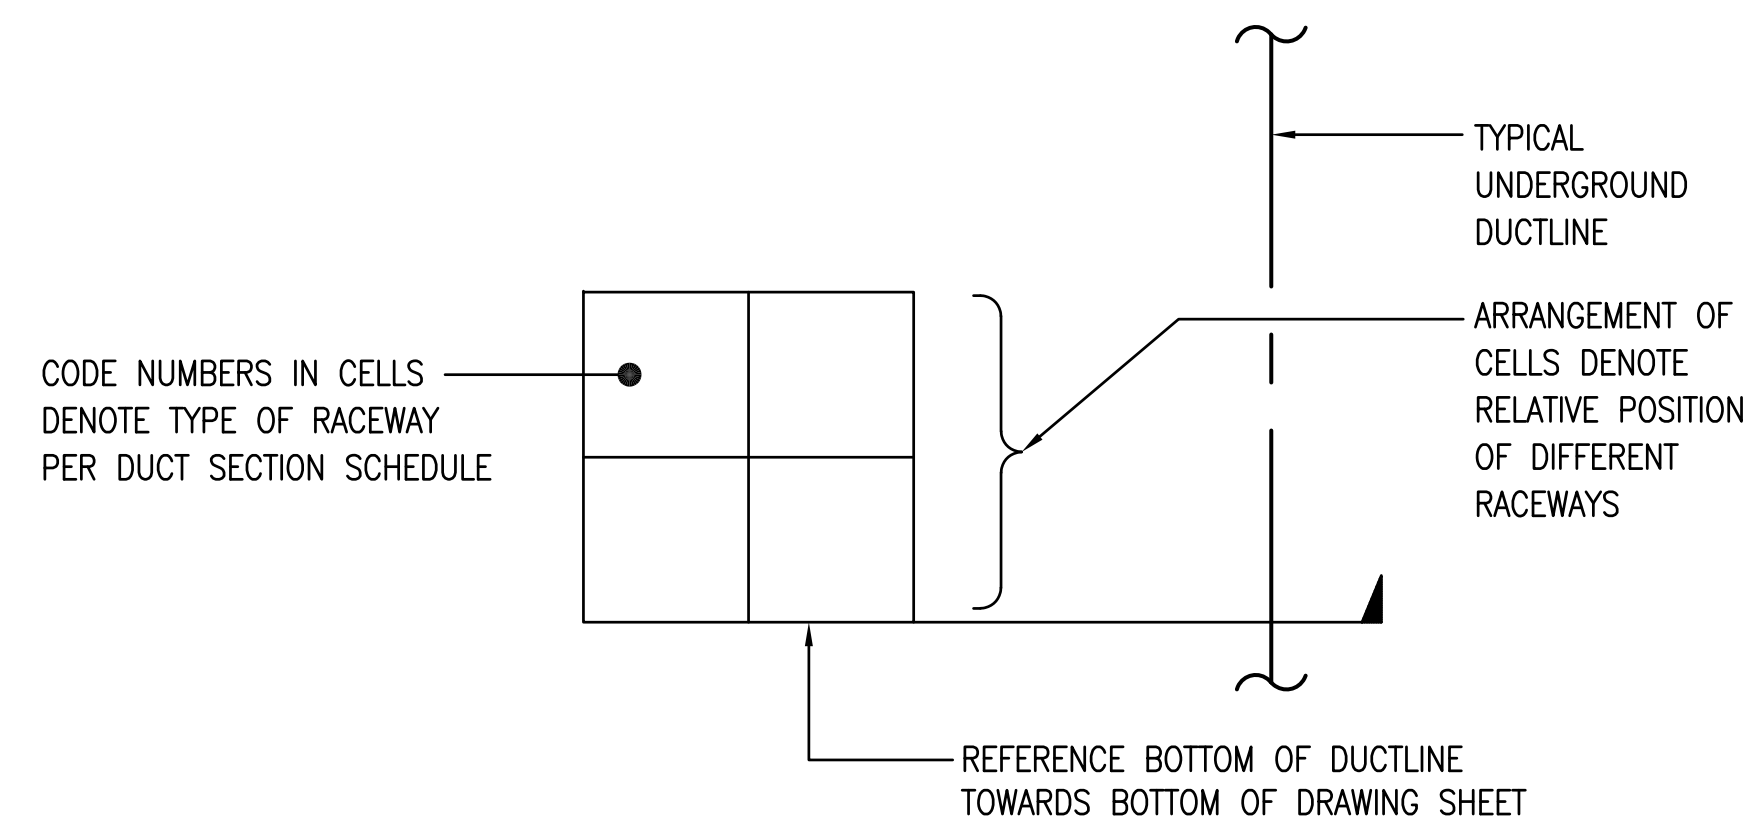 TYPICAL
UNDERGROUND
DUCTLINE
ARRANGEMENT OF
CELLS DENOTE
RELATIVE POSITION
OF DIFFERENT
RACEWAYS
CODE NUMBERS IN CELLS
DENOTE TYPE OF RACEWAY
PER DUCT SECTION SCHEDULE
REFERENCE BOTTOM OF DUCTLINE
TOWARDS BOTTOM OF DRAWING SHEET